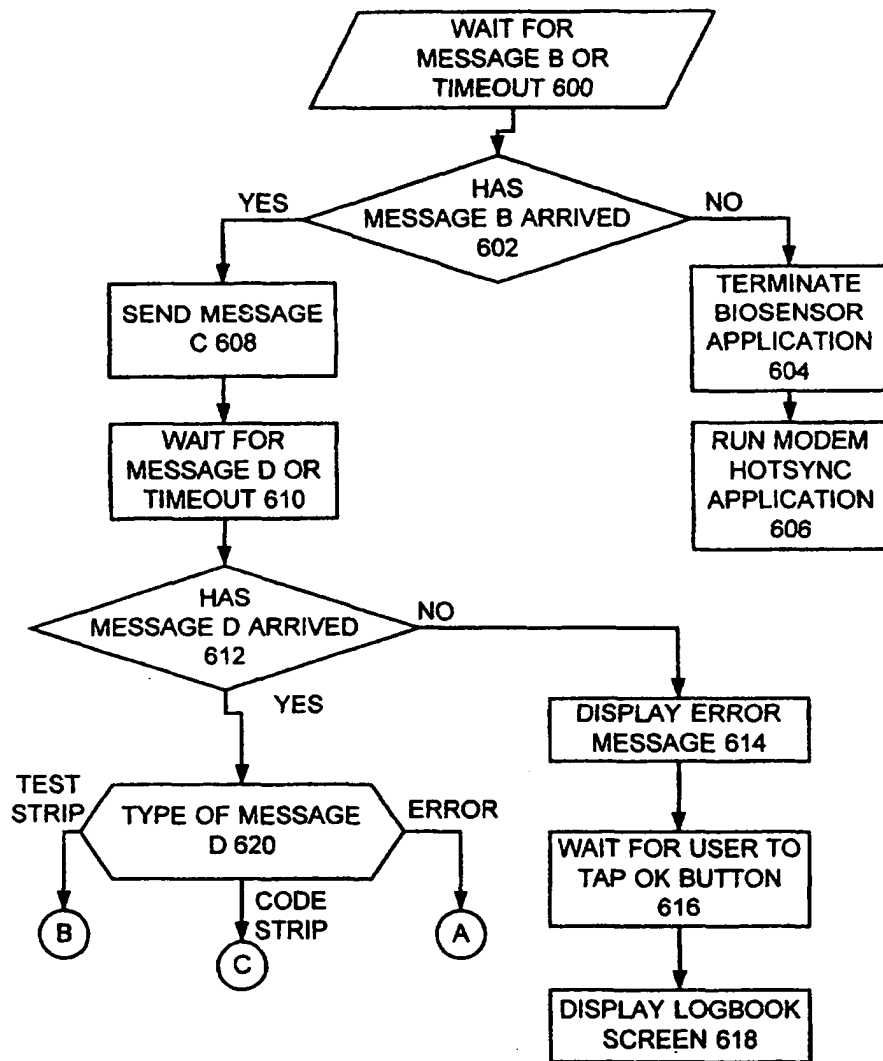 WAIT FOR
MESSAGE B OR
TIMEOUT 600
HAS
MESSAGE B ARRIVED
602
YES
NO
SEND MESSAGE
C 608
TERMINATE
BIOSENSOR
APPLICATION
604
WAIT FOR
MESSAGE D OR
TIMEOUT 610
RUN MODEM
HOTSYNC
APPLICATION
606
HAS
MESSAGE D ARRIVED
612
NO
YES
DISPLAY ERROR
MESSAGE 614
TEST
STRIP
TYPE OF MESSAGE
D 620
ERROR
WAIT FOR USER TO
TAP OK BUTTON
616
CODE
STRIP
B
C
A
DISPLAY LOGBOOK
SCREEN 618